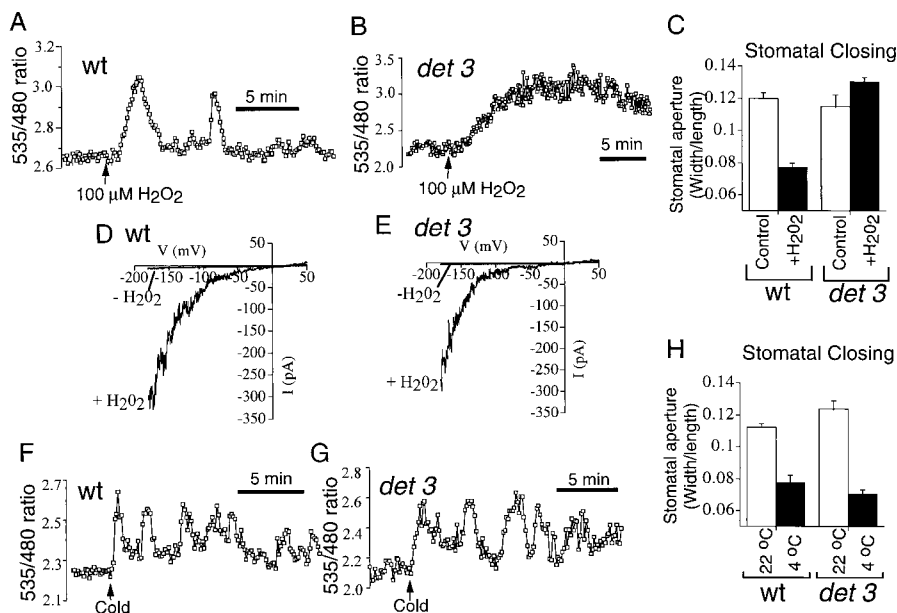 A
wt
535/480 ratio
3.2
3.0
2.8
2.6
5 min
100 µM H2O2
B
det 3
535/480 ratio
3.5
3.0
2.5
2.0
5 min
100 µM H2O2
C
Stomatal Closing
Stomatal aperture
(Width/length)
0.14
0.12
0.10
0.08
0.06
Control
+H2O2
Control
+H2O2
wt
det 3
D
wt
V (mV)
-200
-150
-100
-50
50
50
-50
-100
-150
-200
-250
-300
-350
I (pA)
- H2O2
+ H2O2
E
det 3
V (mV)
-200
-150
-100
-50
50
50
-50
-100
-150
-200
-250
-300
-350
I (pA)
-H2O2
+ H2O2
F
wt
535/480 ratio
2.7
2.5
2.3
2.1
5 min
Cold
G
det 3
535/480 ratio
2.8
2.6
2.4
2.2
2.0
5 min
Cold
H
Stomatal Closing
Stomatal aperture
(Width/length)
0.14
0.12
0.10
0.08
0.06
22 ºC
4 ºC
22 ºC
4 ºC
wt
det 3